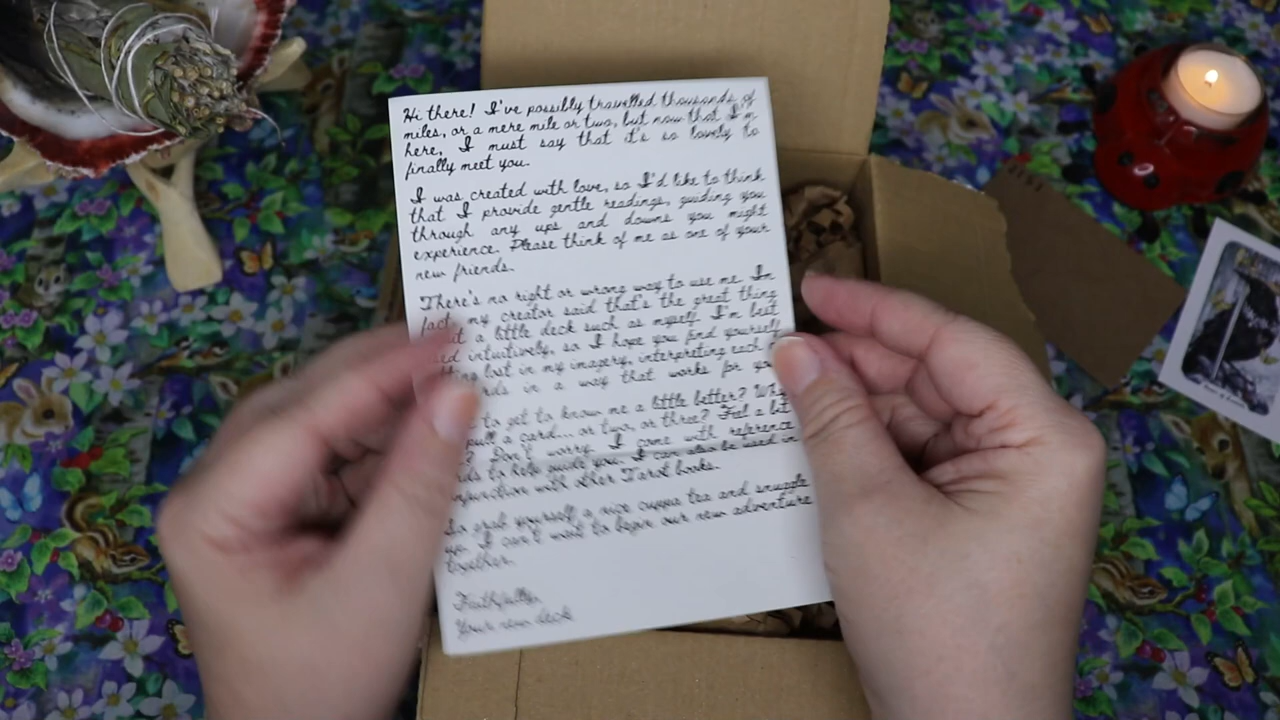 Hi there! I've possibly travelled thousands of
miles, or a mere mile or two, but now that I'm
here, I must say that it's so lovely to
finally meet you.
I was created with love, so I'd like to think
that I provide gentle readings, guiding you
through any ups and downs you might
experience. Please think of me as one of your
new friends.
There's no right or wrong way to use me. In
fact, my creator said that's the great thing
a little deck such as myself. I'm best
intuitively, so I hope you find yourself
lost in my imagery, interpreting each
in a way that works for you
to get to know me a little better? Why
pull a card... or two, or three? Feel a bit
Don't worry. I come with reference
to help guide you. I can also be used in
with other Tarot books.
So grab yourself a nice cuppa tea and snuggle
up. I can't wait to begin our new adventure
together.
Faithfully,
Your new deck